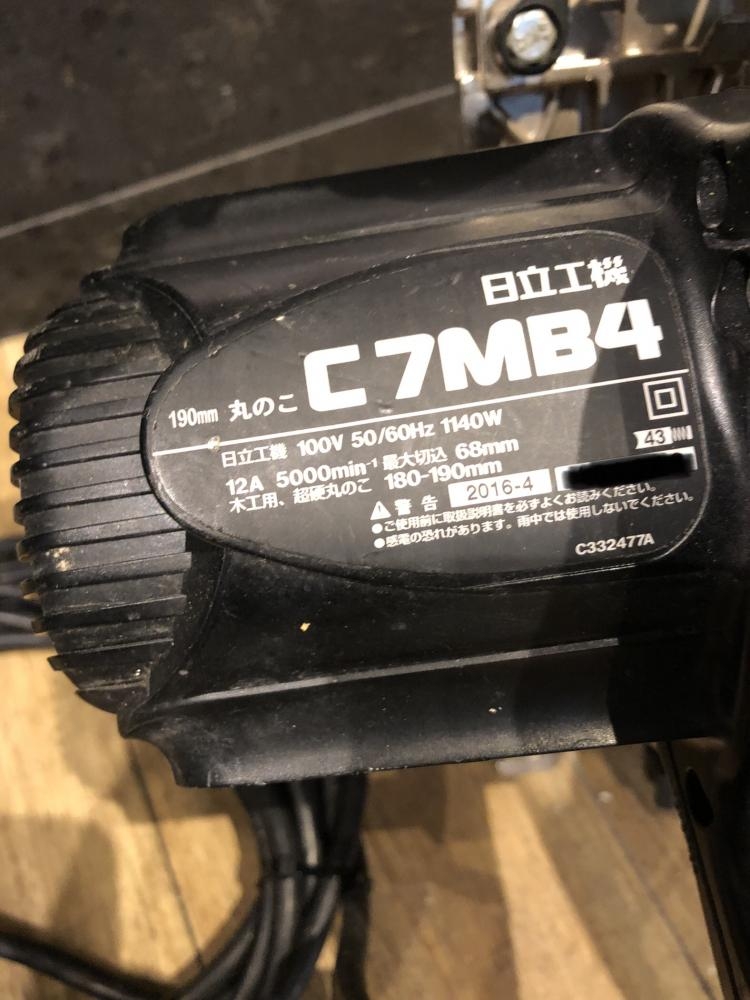 日立工機
190mm 丸のこ C7MB4
日立工機 100V 50/60Hz 1140W
12A 5000min⁻¹ 最大切込 68mm
木工用、超硬丸のこ 180-190mm
43
⚠警告 2016-4
●ご使用前に取扱説明書を必ずよくお読みください。
●感電の恐れがあります。雨中では使用しないでください。
C332477A